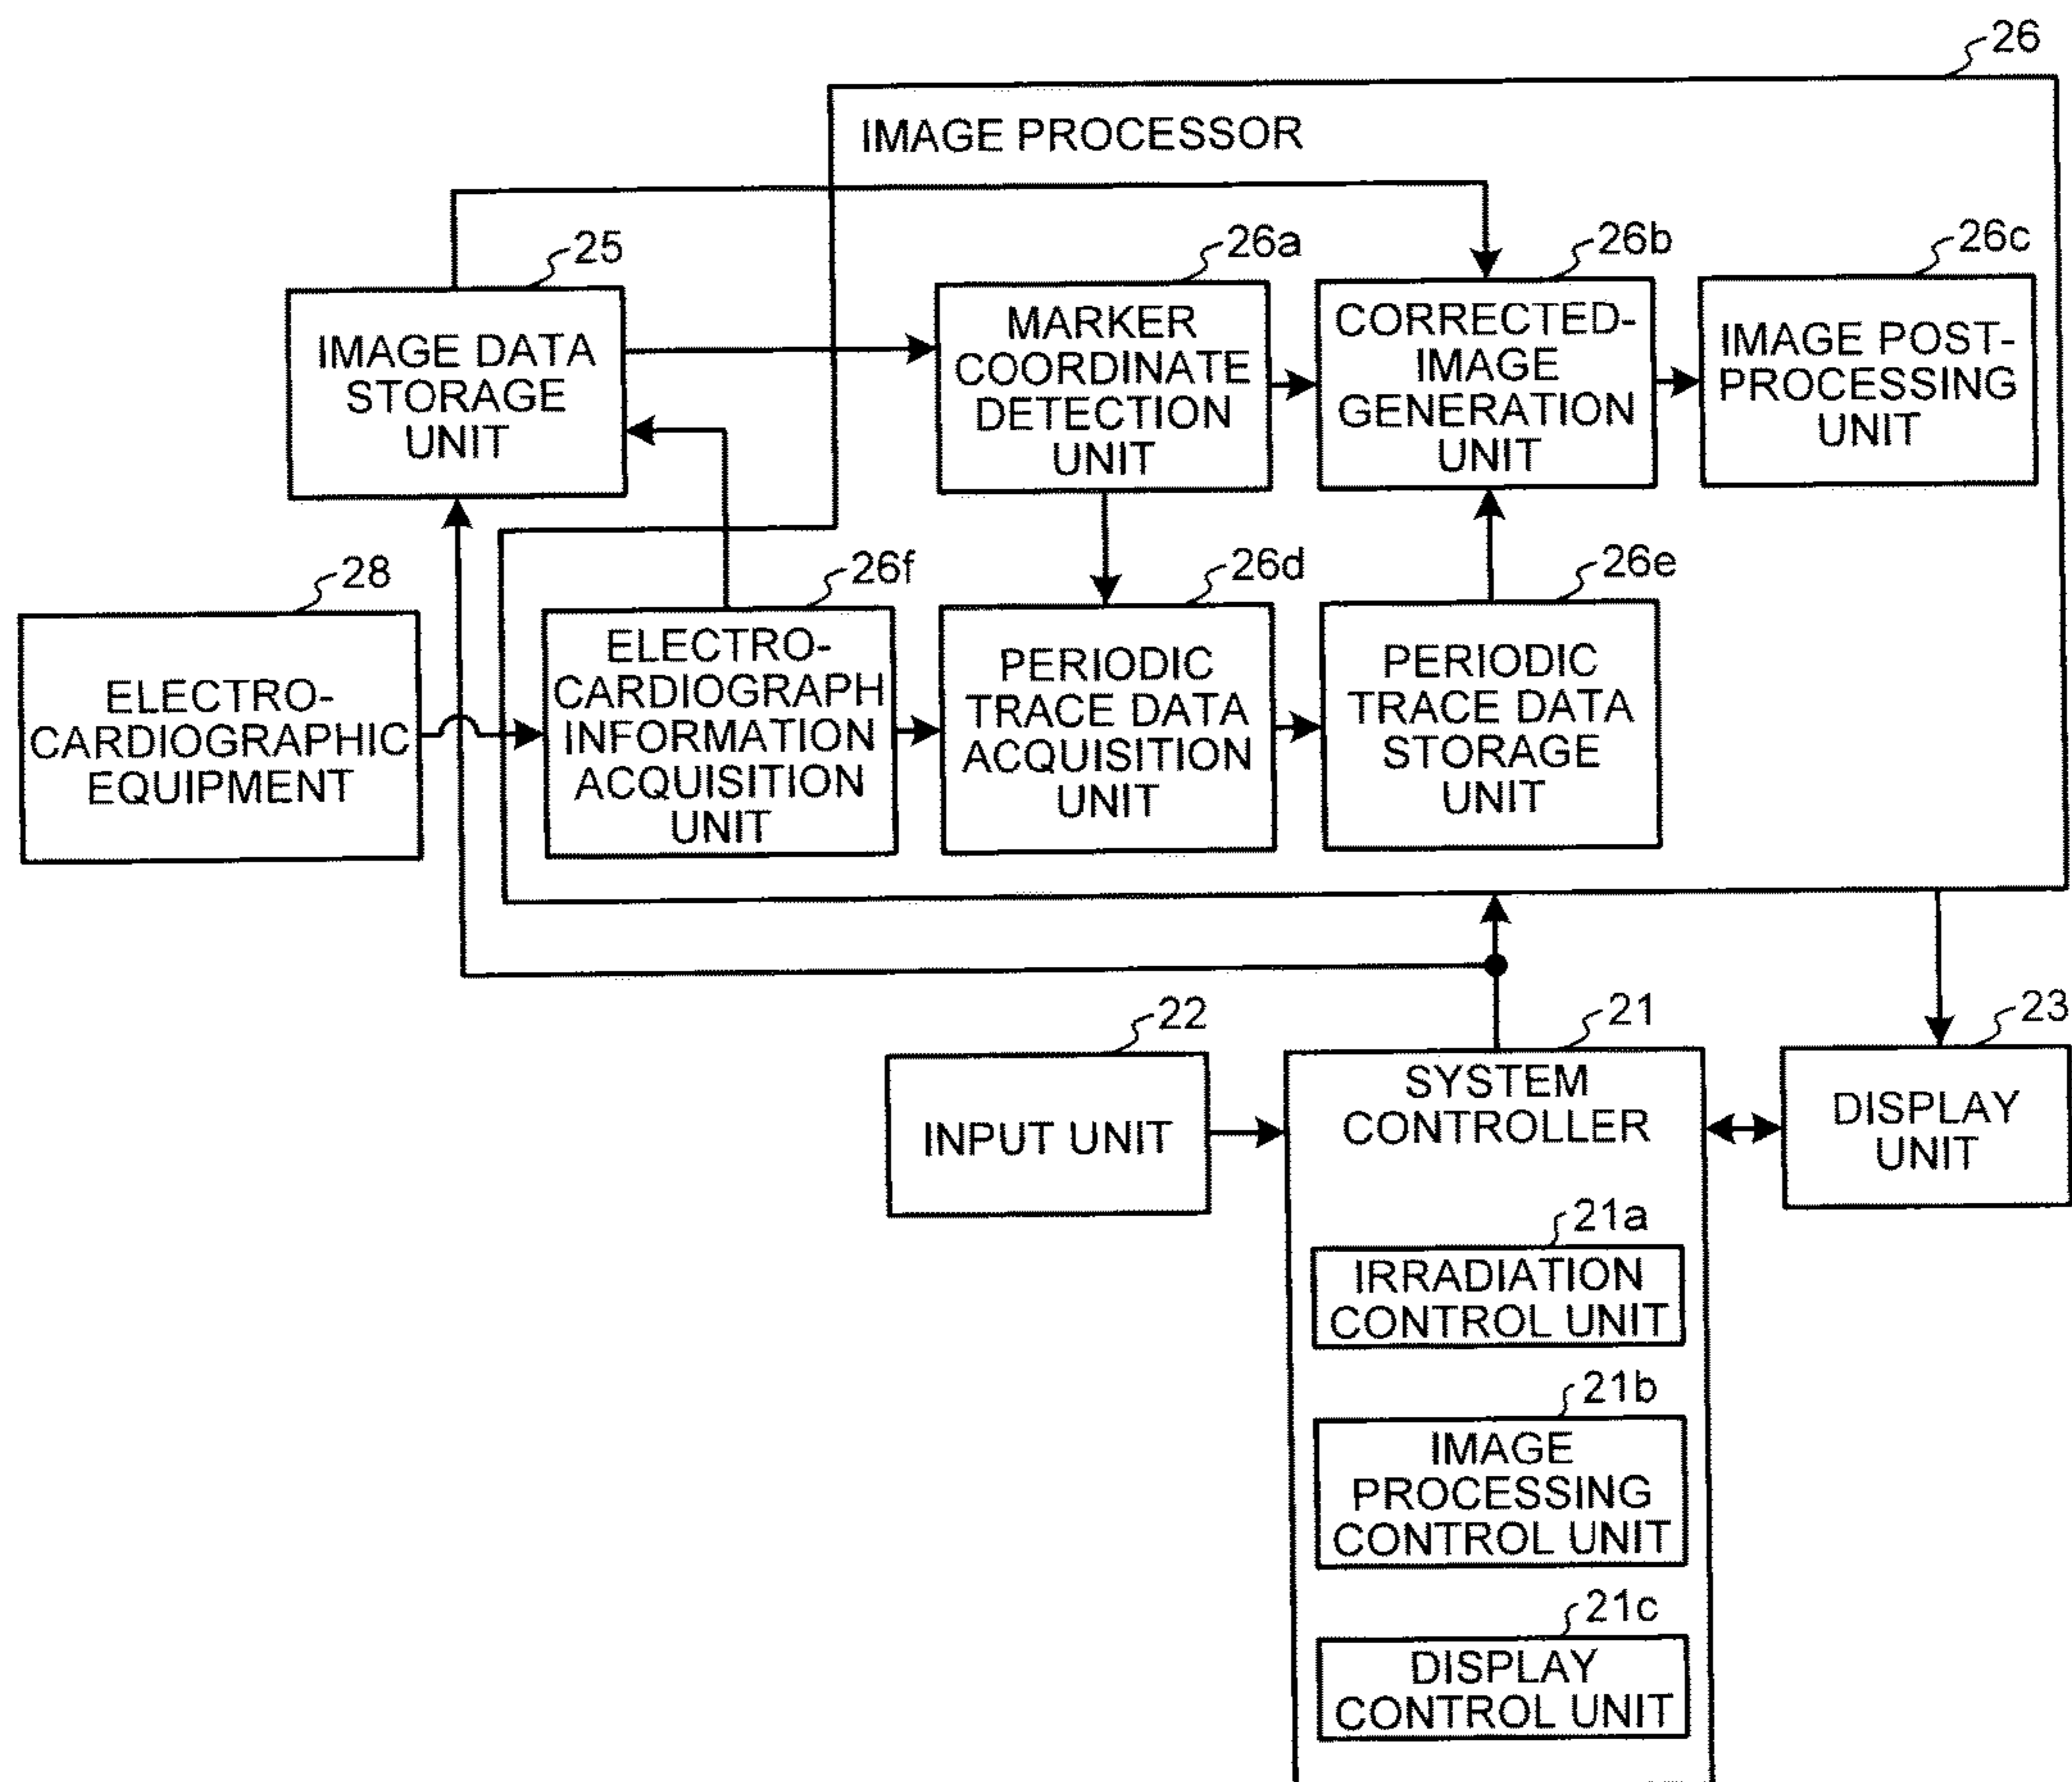 26
IMAGE PROCESSOR
25
IMAGE DATA
STORAGE
UNIT
26a
MARKER
COORDINATE
DETECTION
UNIT
26b
CORRECTED-
IMAGE
GENERATION
UNIT
26c
IMAGE POST-
PROCESSING
UNIT
28
ELECTRO-
CARDIOGRAPHIC
EQUIPMENT
26f
ELECTRO-
CARDIOGRAPH
INFORMATION
ACQUISITION
UNIT
26d
PERIODIC
TRACE DATA
ACQUISITION
UNIT
26e
PERIODIC
TRACE DATA
STORAGE
UNIT
22
INPUT UNIT
21
SYSTEM
CONTROLLER
23
DISPLAY
UNIT
21a
IRRADIATION
CONTROL UNIT
21b
IMAGE
PROCESSING
CONTROL UNIT
21c
DISPLAY
CONTROL UNIT